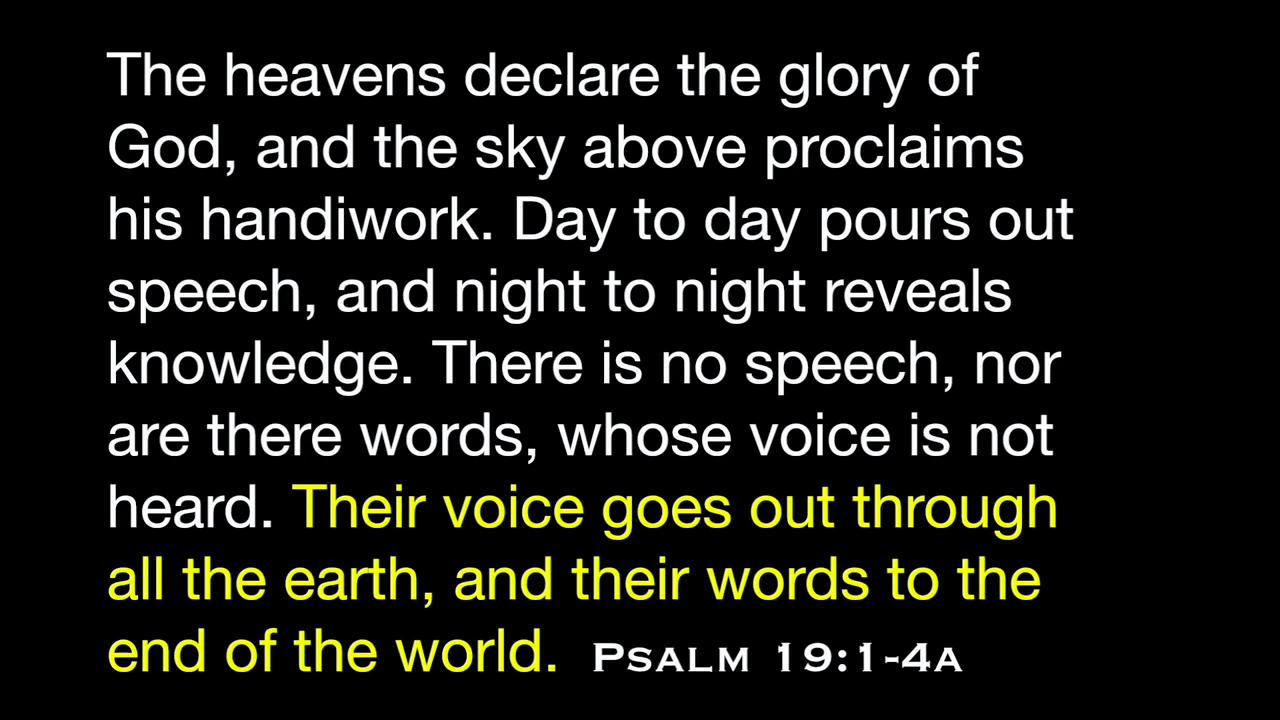 The heavens declare the glory of
God, and the sky above proclaims
his handiwork. Day to day pours out
speech, and night to night reveals
knowledge. There is no speech, nor
are there words, whose voice is not
heard. Their voice goes out through
all the earth, and their words to the
end of the world. Psalm 19:1-4a